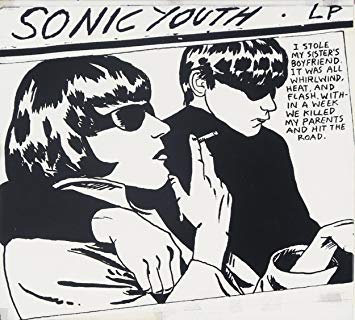 SONIC YOUTH . LP
I STOLE
MY SISTER'S
BOYFRIEND.
IT WAS ALL
WHIRLWIND,
HEAT, AND
FLASH. WITH-
IN A WEEK
WE KILLED
MY PARENTS
AND HIT THE
ROAD.